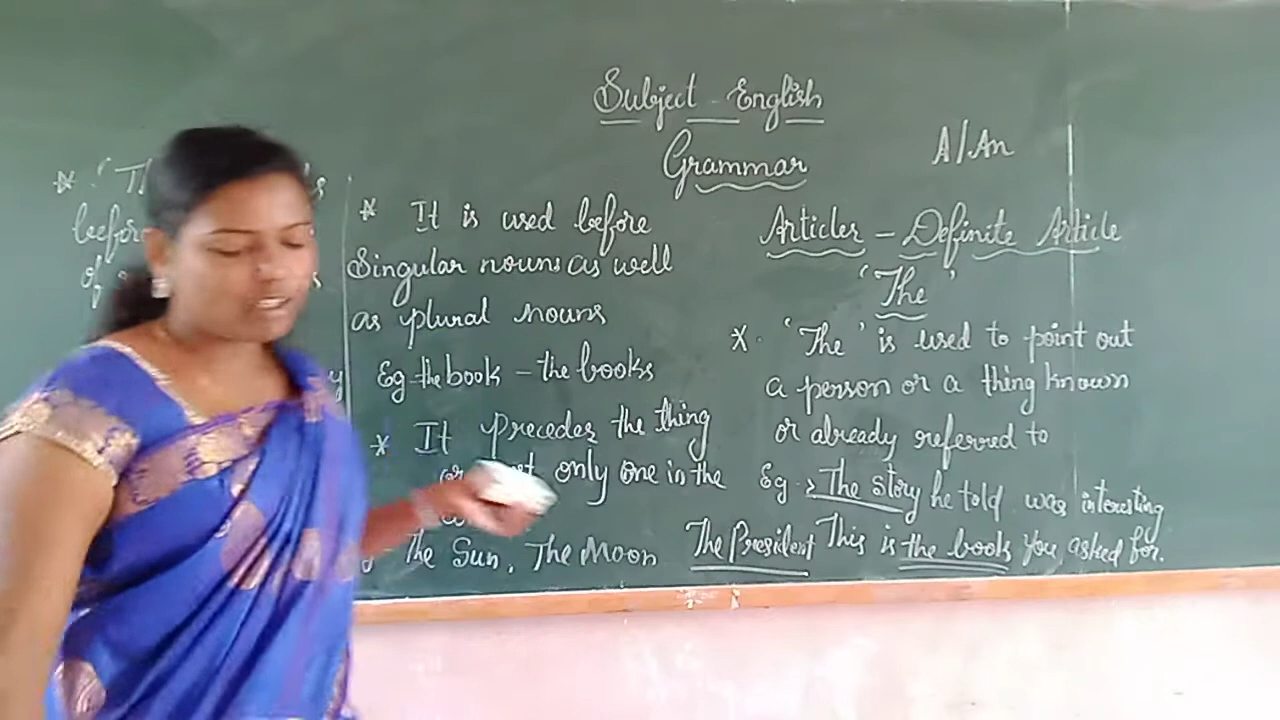 Subject - English
Grammar
A/An
Articles - Definite Article
'The'
* 'The' is used to point out
a person or a thing known
or already referred to
Eg :> The story he told was interesting
This is the books you asked for.
* It is used before
Singular nouns as well
as plural nouns
Eg the book - the books
* It precedes the thing
only one in the
The Sun, The Moon The President
* 'Th
before
of